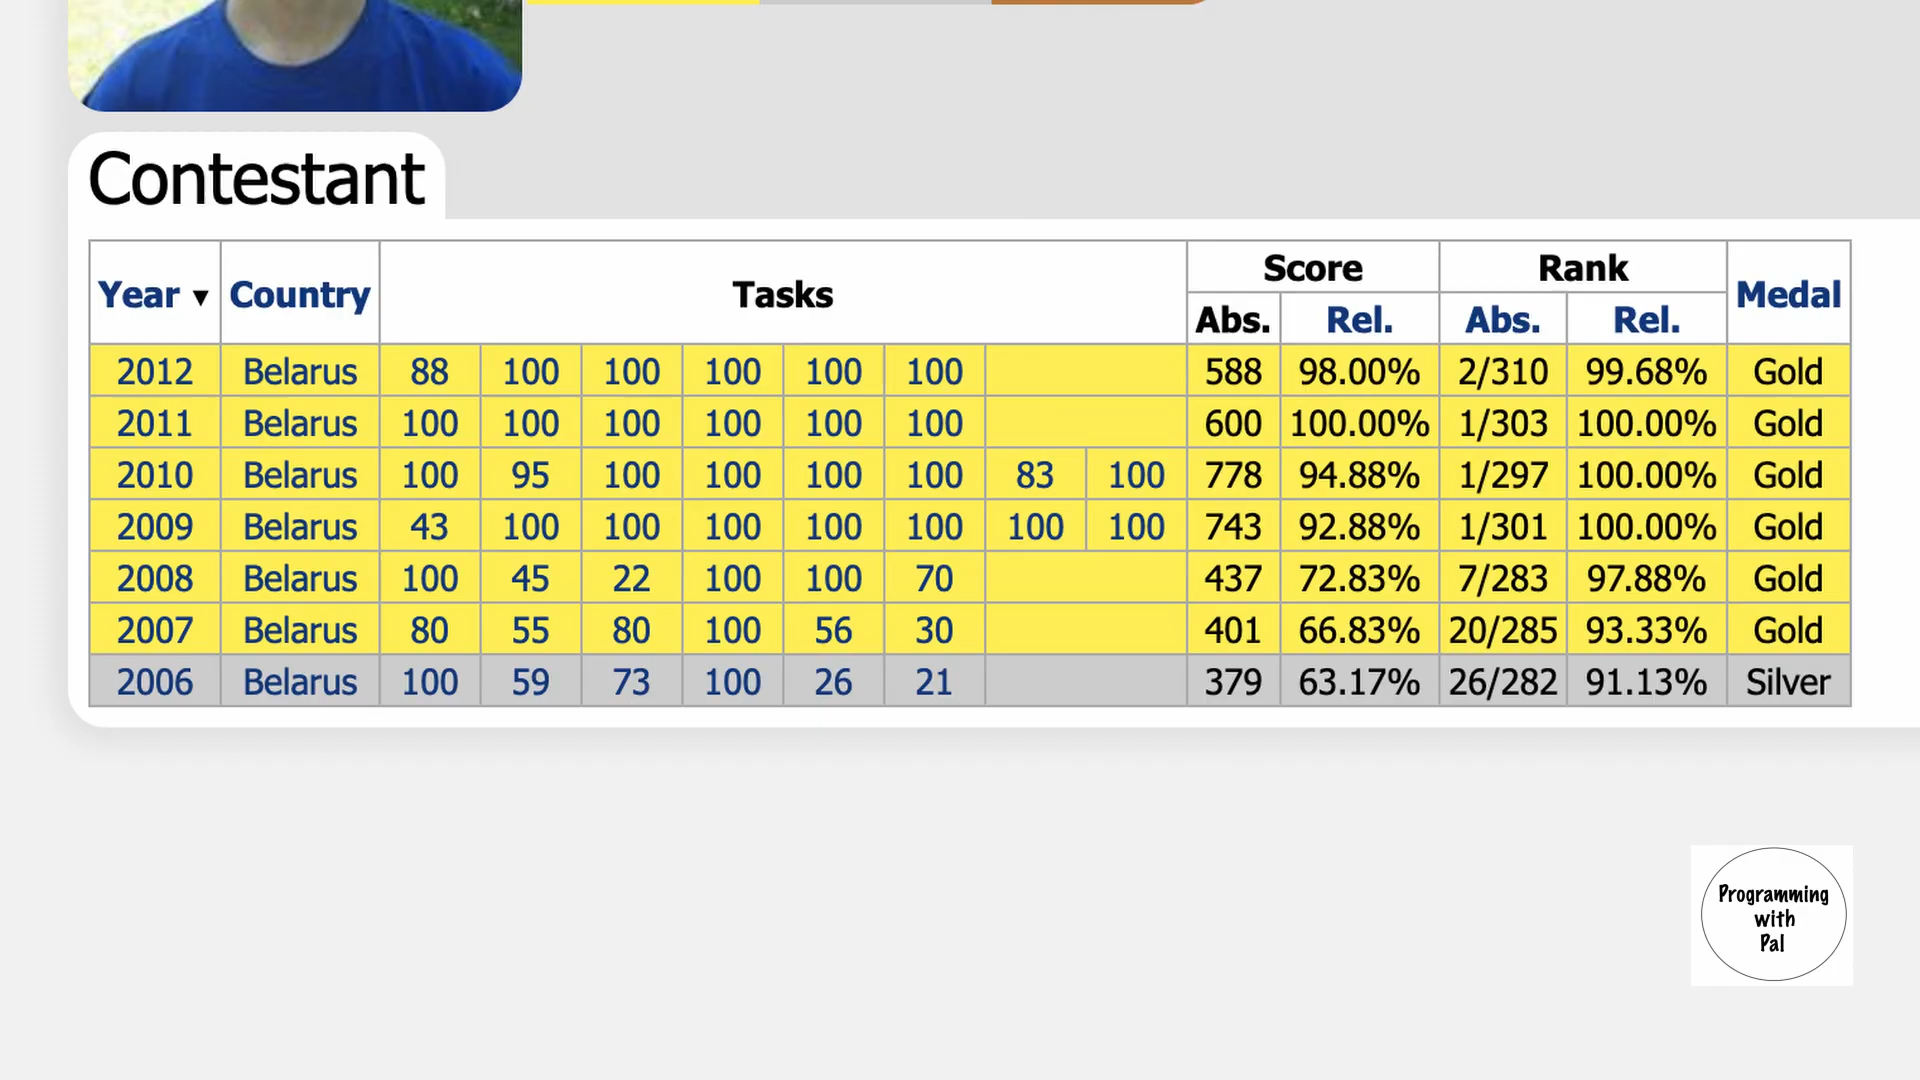 Contestant
Year ▼ Country Tasks Score Rank Medal
Abs. Rel. Abs. Rel.
2012 Belarus 88 100 100 100 100 100 588 98.00% 2/310 99.68% Gold
2011 Belarus 100 100 100 100 100 100 600 100.00% 1/303 100.00% Gold
2010 Belarus 100 95 100 100 100 100 83 100 778 94.88% 1/297 100.00% Gold
2009 Belarus 43 100 100 100 100 100 100 100 743 92.88% 1/301 100.00% Gold
2008 Belarus 100 45 22 100 100 70 437 72.83% 7/283 97.88% Gold
2007 Belarus 80 55 80 100 56 30 401 66.83% 20/285 93.33% Gold
2006 Belarus 100 59 73 100 26 21 379 63.17% 26/282 91.13% Silver
Programming
with
Pal